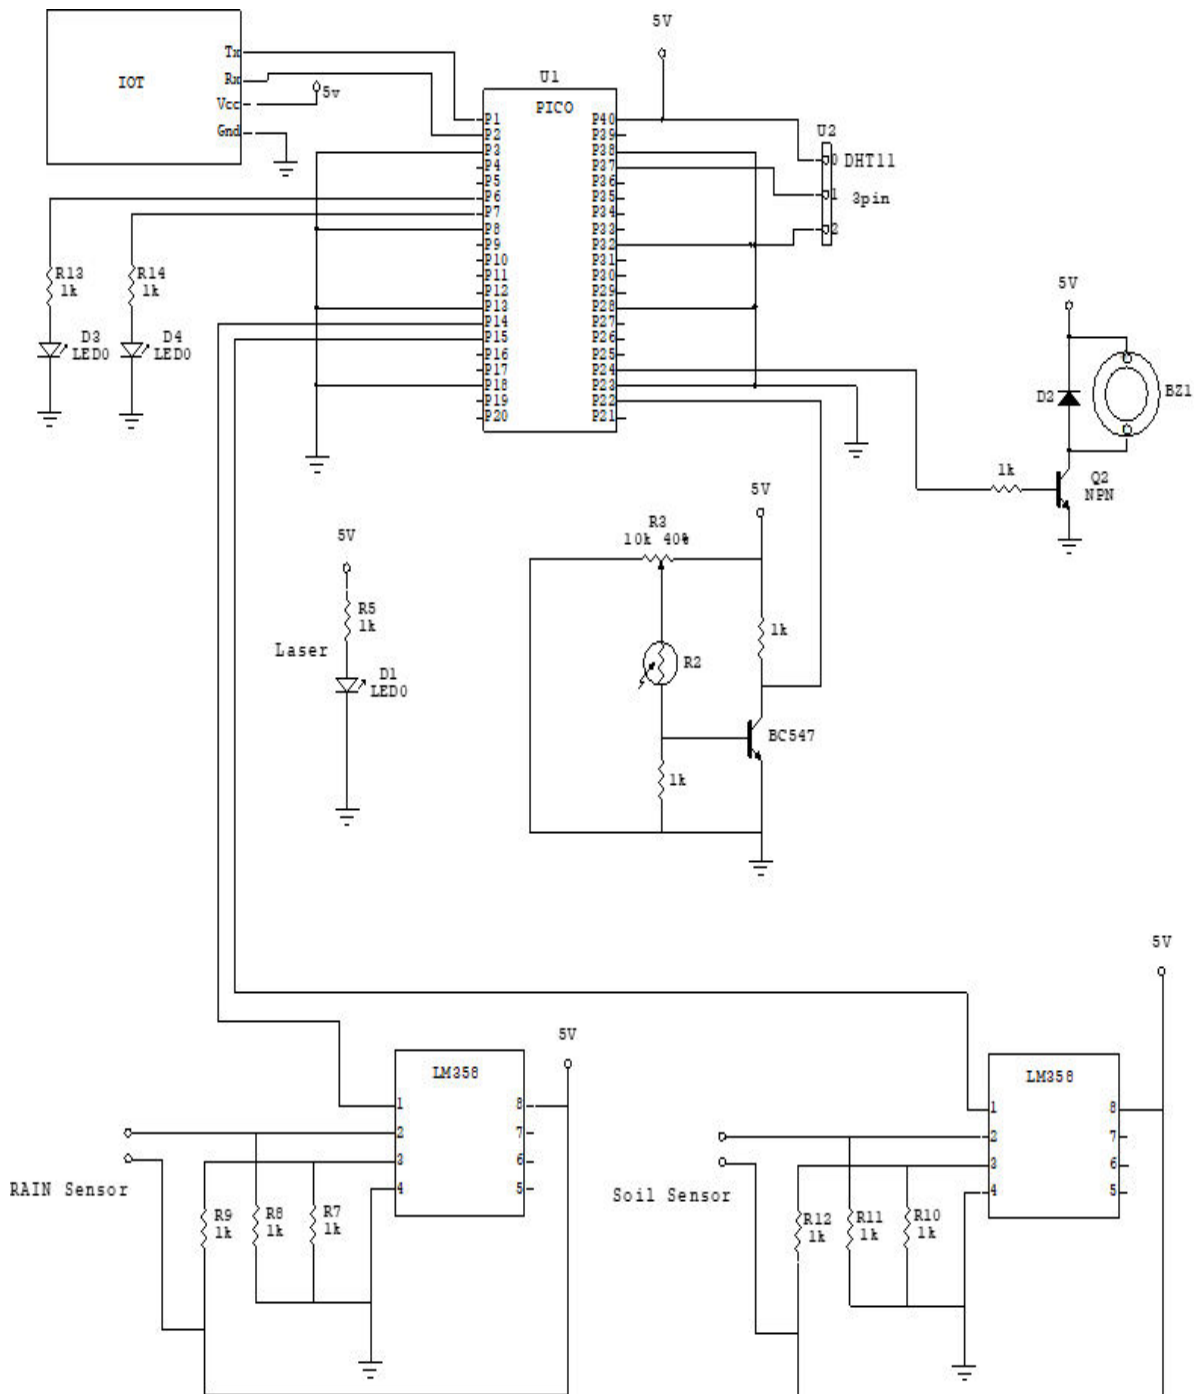 5V
IOT
Tx
Rx
Vcc
Gnd
5v
U1
PICO
P1
P2
P3
P4
P5
P6
P7
P8
P9
P10
P11
P12
P13
P14
P15
P16
P17
P18
P19
P20
P40
P39
P38
P37
P36
P35
P34
P33
P32
P31
P30
P29
P28
P27
P26
P25
P24
P23
P22
P21
U2
0
DHT11
1
3pin
2
R13
1k
R14
1k
D3
LED0
D4
LED0
5V
D2
BZ1
1k
Q2
NPN
5V
R3
10k 40%
5V
R5
1k
Laser
D1
LED0
1k
R2
BC547
1k
5V
5V
LM358
1
2
3
4
8
7
6
5
RAIN Sensor
R9
1k
R8
1k
R7
1k
LM358
1
2
3
4
8
7
6
5
Soil Sensor
R12
1k
R11
1k
R10
1k